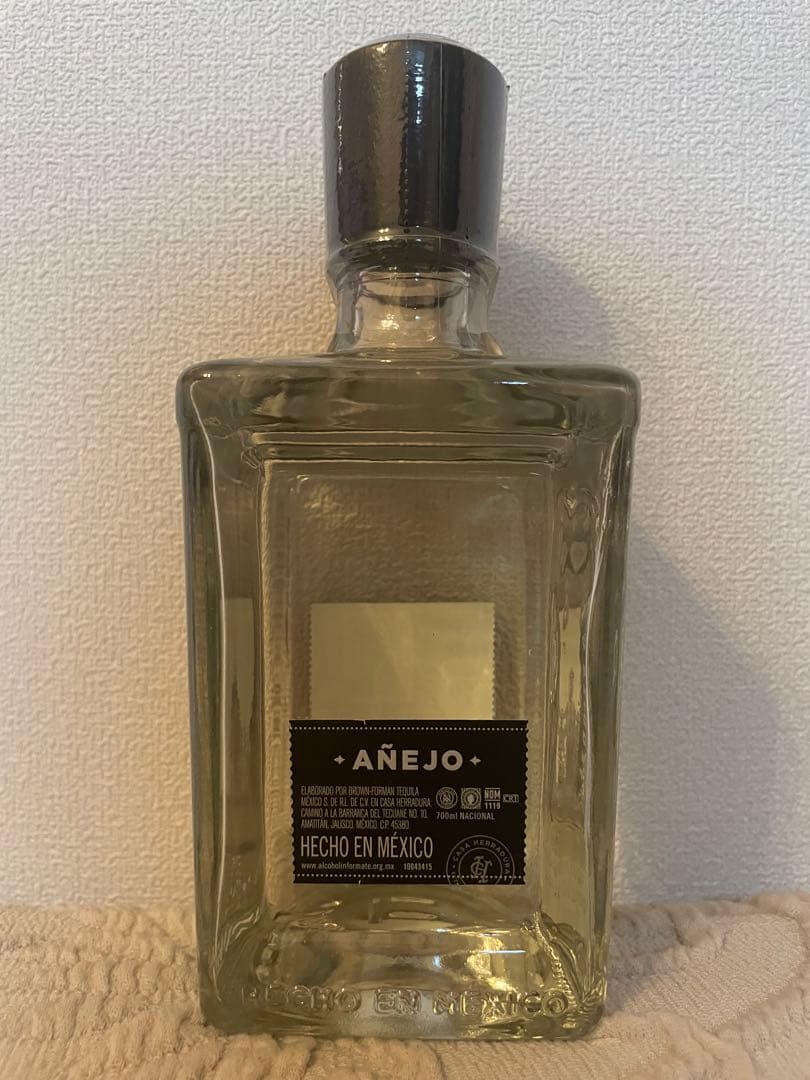 AÑEJO
ELABORADO POR BROWN-FORMAN TEQUILA
MÉXICO S. DE R.L. DE C.V. EN CASA HERRADURA.
CAMINO A LA BARRANCA DEL TECUANE NO. 10,
AMATITÁN, JALISCO, MÉXICO. C.P. 45380
NOM
1119
CRT
700ml NACIONAL
HECHO EN MÉXICO
www.alcoholinformate.org.mx 10043415
CASA HERRADURA
HECHO EN MEXICO